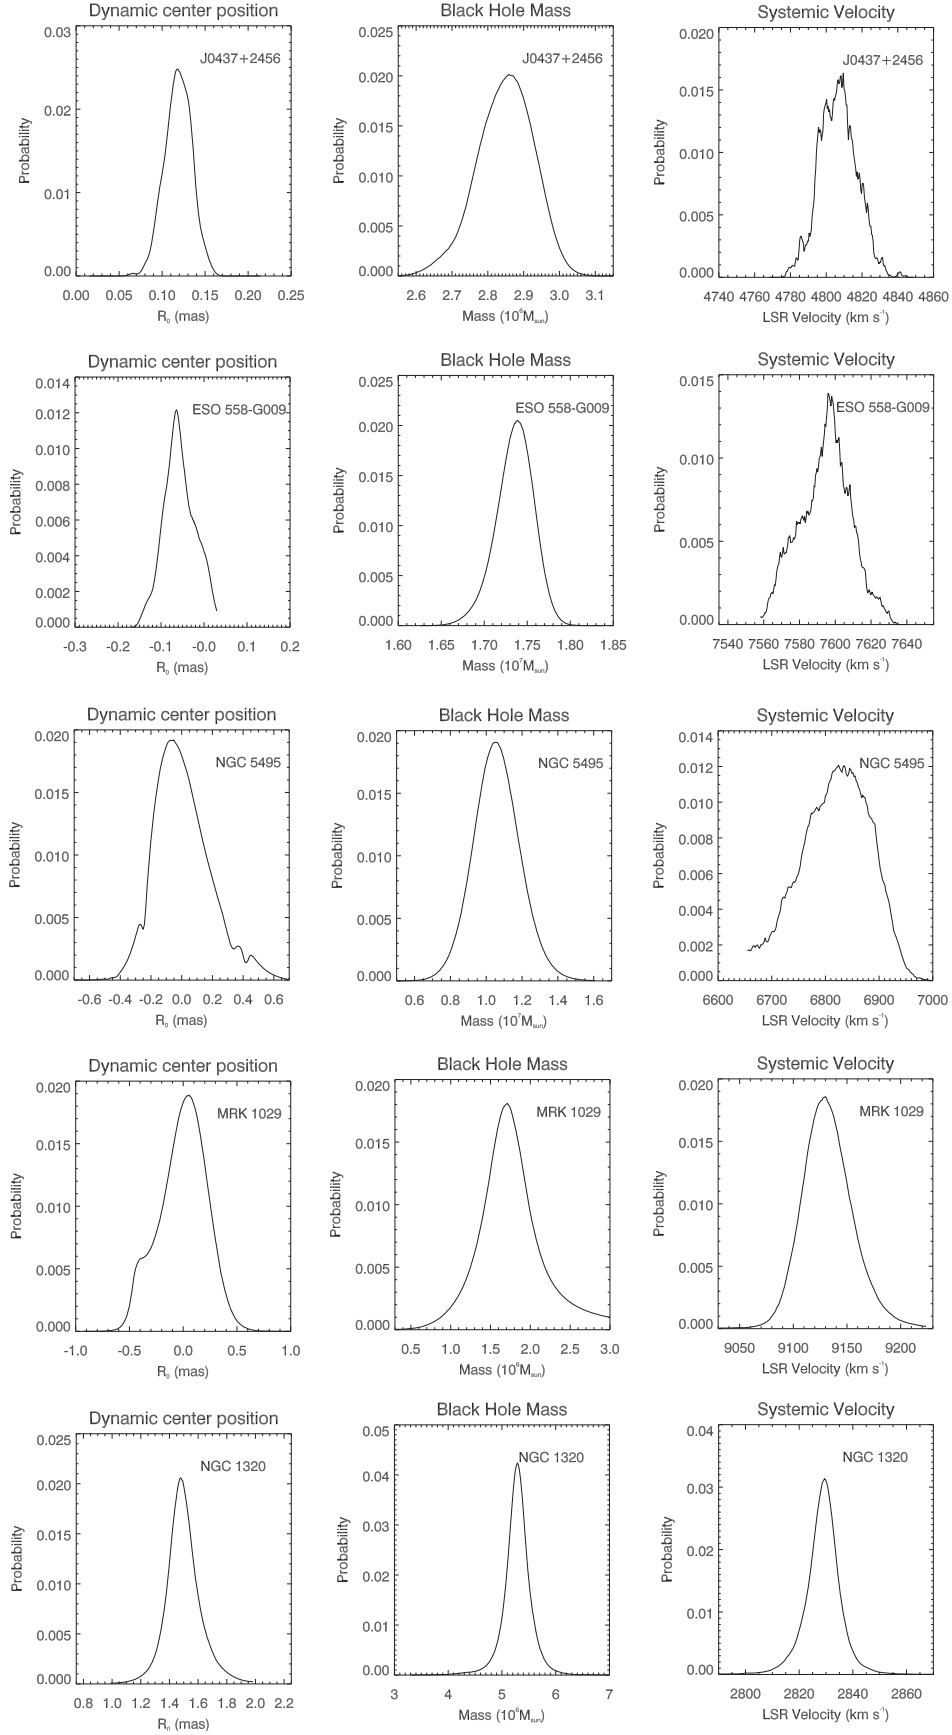 Dynamic center position
Black Hole Mass
Systemic Velocity
0.03
J0437+2456
0.02
Probability
0.01
0.00
0.00 0.05 0.10 0.15 0.20 0.25
R₀ (mas)
0.025
J0437+2456
0.020
0.015
Probability
0.010
0.005
0.000
2.6 2.7 2.8 2.9 3.0 3.1
Mass (10⁶Mₛᵤₙ)
0.020
J0437+2456
0.015
Probability
0.010
0.005
0.000
4740 4760 4780 4800 4820 4840 4860
LSR Velocity (km s⁻¹)
Dynamic center position
Black Hole Mass
Systemic Velocity
0.014
ESO 558-G009
0.012
0.010
0.008
Probability
0.006
0.004
0.002
0.000
-0.3 -0.2 -0.1 -0.0 0.1 0.2
R₀ (mas)
0.025
ESO 558-G009
0.020
0.015
Probability
0.010
0.005
0.000
1.60 1.65 1.70 1.75 1.80 1.85
Mass (10⁷Mₛᵤₙ)
0.015
ESO 558-G009
0.010
Probability
0.005
0.000
7540 7560 7580 7600 7620 7640
LSR Velocity (km s⁻¹)
Dynamic center position
Black Hole Mass
Systemic Velocity
0.020
NGC 5495
0.015
Probability
0.010
0.005
0.000
-0.6 -0.4 -0.2 0.0 0.2 0.4 0.6
R₀ (mas)
0.020
NGC 5495
0.015
Probability
0.010
0.005
0.000
0.6 0.8 1.0 1.2 1.4 1.6
Mass (10⁷Mₛᵤₙ)
0.014
NGC 5495
0.012
0.010
0.008
Probability
0.006
0.004
0.002
0.000
6600 6700 6800 6900 7000
LSR Velocity (km s⁻¹)
Dynamic center position
Black Hole Mass
Systemic Velocity
0.020
MRK 1029
0.015
Probability
0.010
0.005
0.000
-1.0 -0.5 0.0 0.5 1.0
R₀ (mas)
0.020
MRK 1029
0.015
Probability
0.010
0.005
0.000
0.5 1.0 1.5 2.0 2.5 3.0
Mass (10⁶Mₛᵤₙ)
0.020
MRK 1029
0.015
Probability
0.010
0.005
0.000
9050 9100 9150 9200
LSR Velocity (km s⁻¹)
Dynamic center position
Black Hole Mass
Systemic Velocity
0.025
NGC 1320
0.020
0.015
Probability
0.010
0.005
0.000
0.8 1.0 1.2 1.4 1.6 1.8 2.0 2.2
R₀ (mas)
0.05
NGC 1320
0.04
0.03
Probability
0.02
0.01
0.00
3 4 5 6 7
Mass (10⁶Mₛᵤₙ)
0.04
NGC 1320
0.03
Probability
0.02
0.01
0.00
2800 2820 2840 2860
LSR Velocity (km s⁻¹)